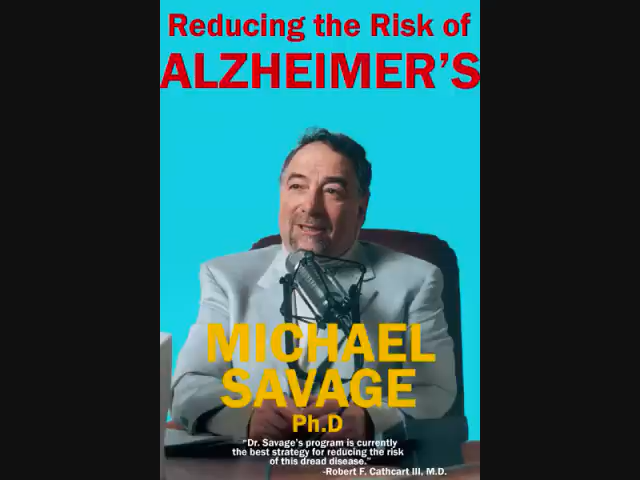 Reducing the Risk of
ALZHEIMER'S
MICHAEL
SAVAGE
Ph.D
"Dr. Savage's program is currently
the best strategy for reducing the risk
of this dread disease."
-Robert F. Cathcart III, M.D.